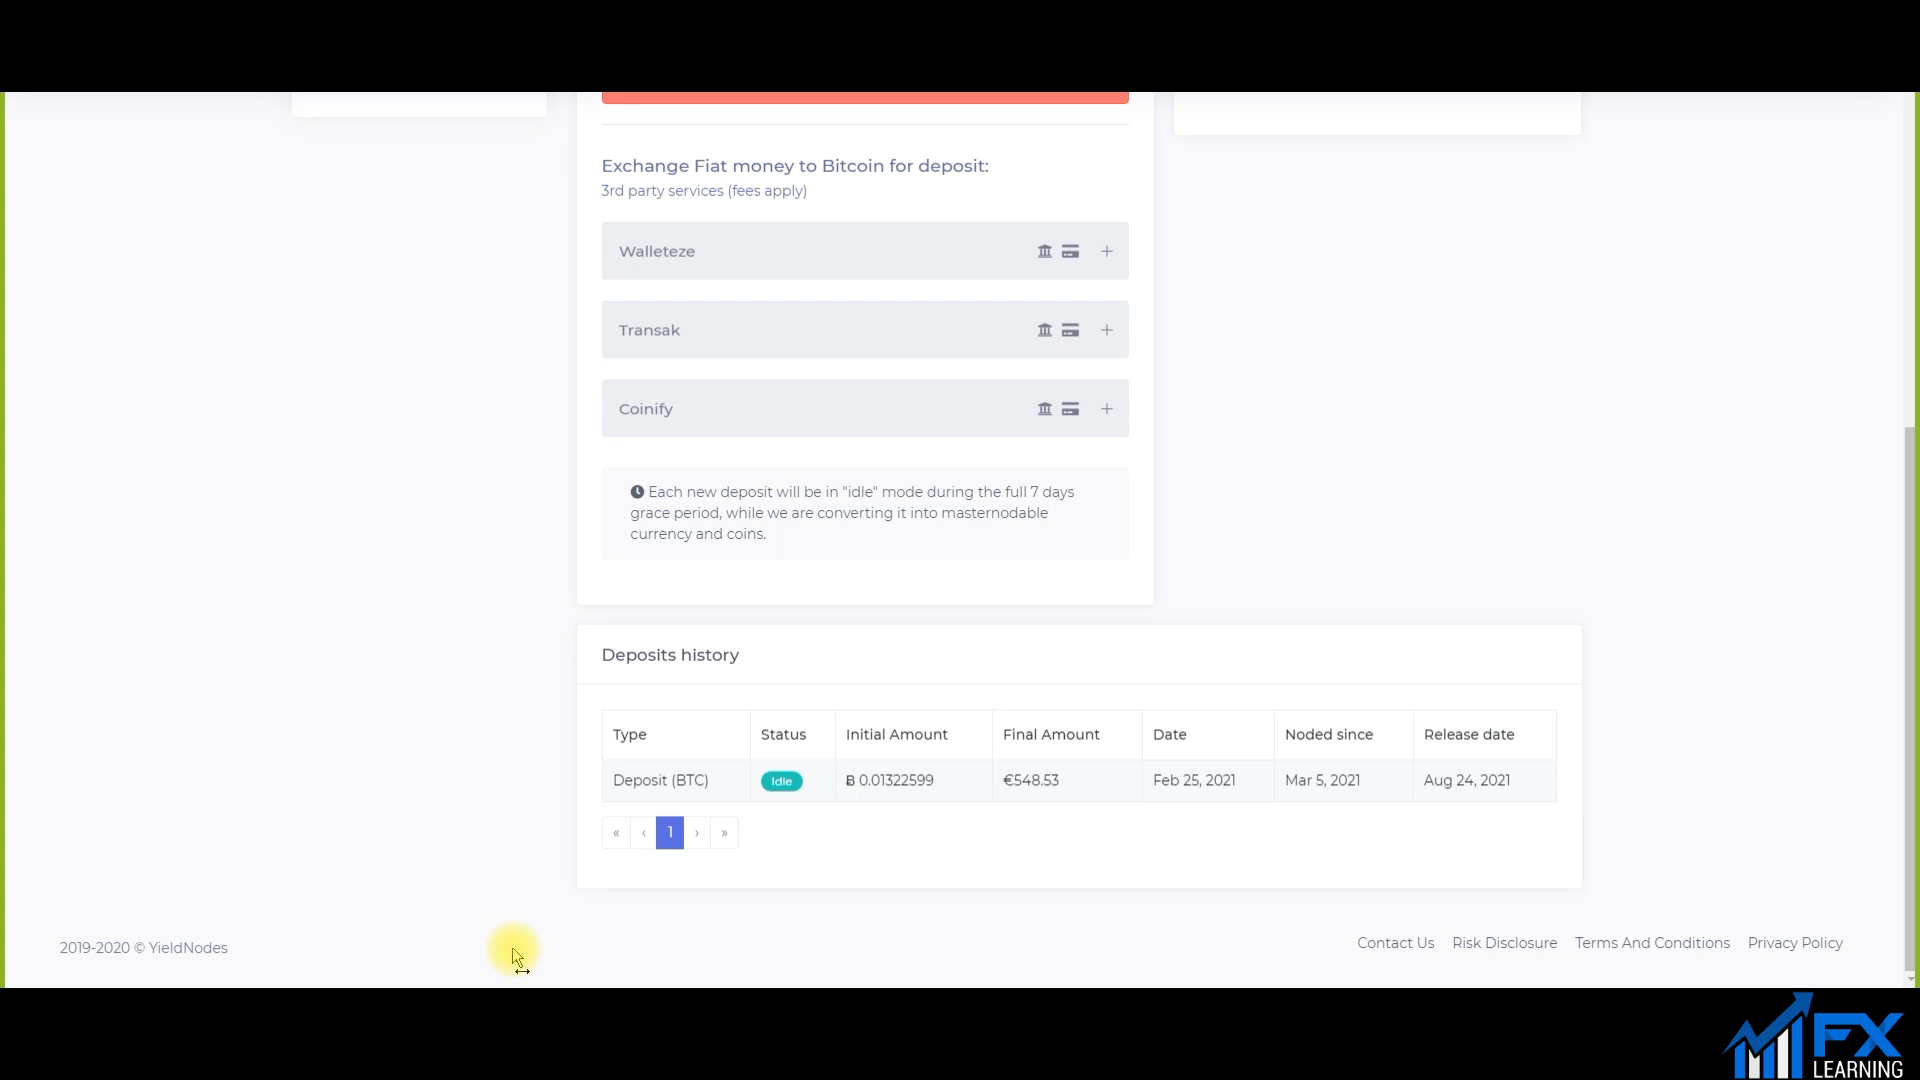 Exchange Fiat money to Bitcoin for deposit:
3rd party services (fees apply)
Walleteze
Transak
Coinify
Each new deposit will be in "idle" mode during the full 7 days
grace period, while we are converting it into masternodable
currency and coins.
Deposits history
Type Status Initial Amount Final Amount Date Noded since Release date
Deposit (BTC) Idle Ƀ 0.01322599 €548.53 Feb 25, 2021 Mar 5, 2021 Aug 24, 2021
« ‹ 1 › »
2019-2020 © YieldNodes
Contact Us Risk Disclosure Terms And Conditions Privacy Policy
FX
LEARNING